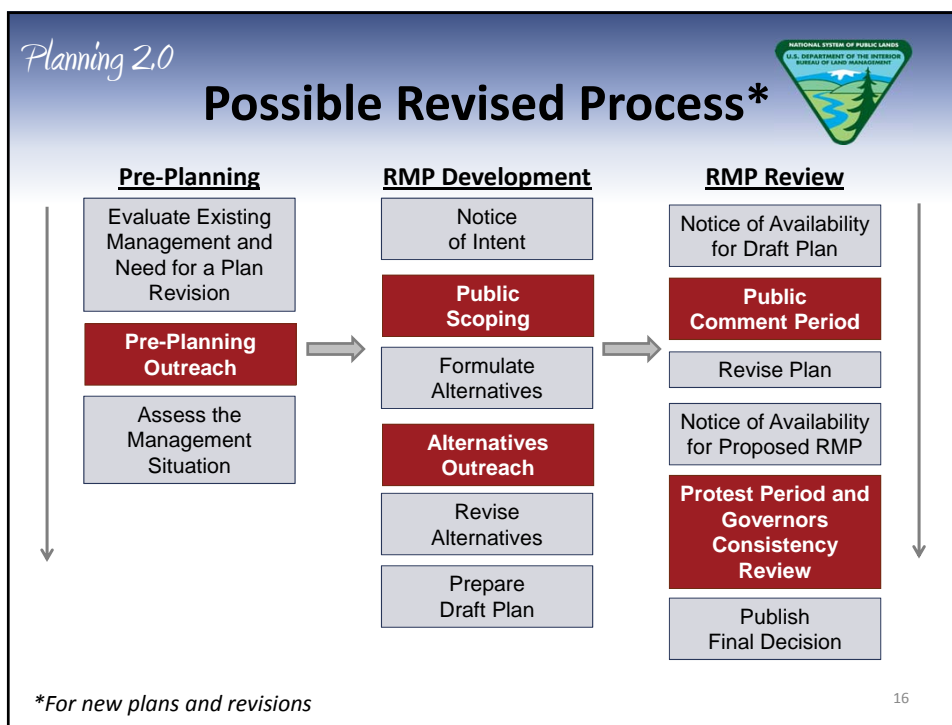 Planning 2.0
NATIONAL SYSTEM OF PUBLIC LANDS
U.S. DEPARTMENT OF THE INTERIOR
BUREAU OF LAND MANAGEMENT
Possible Revised Process*
Pre-Planning
Evaluate Existing
Management and
Need for a Plan
Revision
Pre-Planning
Outreach
Assess the
Management
Situation
RMP Development
Notice
of Intent
Public
Scoping
Formulate
Alternatives
Alternatives
Outreach
Revise
Alternatives
Prepare
Draft Plan
RMP Review
Notice of Availability
for Draft Plan
Public
Comment Period
Revise Plan
Notice of Availability
for Proposed RMP
Protest Period and
Governors
Consistency
Review
Publish
Final Decision
*For new plans and revisions
16